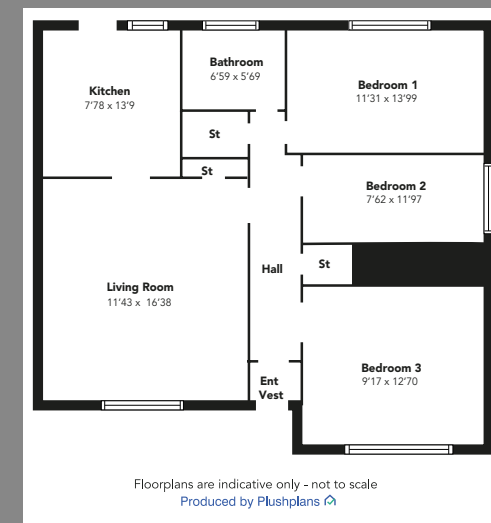 Kitchen
7'78 x 13'9
Bathroom
6'59 x 5'69
Bedroom 1
11'31 x 13'99
St
St
Bedroom 2
7'62 x 11'97
Hall
St
Living Room
11'43 x 16'38
Bedroom 3
9'17 x 12'70
Ent
Vest
Floorplans are indicative only - not to scale
Produced by Plushplans